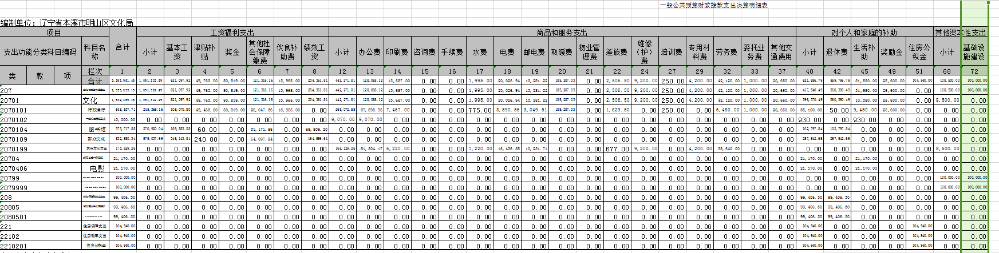 一般公共预算财政拨款支出决算明细表
编制单位：辽宁省本溪市明山区文化局
项目 合计 工资福利支出 商品和服务支出 对个人和家庭的补助 其他资本性支出
支出功能分类科目编码 科目名称 小计 基本工资 津贴补贴 奖金 其他社会保障缴费 伙食补助费 绩效工资 小计 办公费 印刷费 咨询费 手续费 水费 电费 邮电费 取暖费 物业管理费 差旅费 维修（护）费 培训费 专用材料费 劳务费 委托业务费 其他交通费用 小计 退休费 生活补助 奖励金 住房公积金 小计 基础设施建设
类 款 项 栏次 1 2 3 4 5 6 7 8 12 13 14 15 16 17 18 19 20 21 22 24 27 29 32 33 37 40 42 45 49 51 68 72
合计 1,091,322.89 621,097.92 49,763.00 50,819.00 121,316.16 13,965.00 234,361.81 442,271.81 128,068.12 13,687.00 0.00 0.00 1,995.00 20,026.94 13,281.22 185,287.03 0.00 2,506.50 9,200.00 250.00 4,200.00 42,120.00 1,000.00 20,650.00 621,886.79 459,796.79 31,550.00 25,600.00 104,940.00 108,500.00 100,000.00
207 1,091,322.89 621,097.92 49,763.00 50,819.00 121,316.16 13,965.00 234,361.81 442,271.81 128,068.12 13,687.00 0.00 0.00 1,995.00 20,026.94 13,281.22 185,287.03 0.00 2,506.50 9,200.00 250.00 4,200.00 42,120.00 1,000.00 20,650.00 417,540.49 360,390.49 31,550.00 25,600.00 0.00 108,500.00 100,000.00
20701 文化 1,091,322.89 621,097.92 49,763.00 50,819.00 121,316.16 13,965.00 234,361.81 442,271.81 128,068.12 13,687.00 0.00 0.00 1,995.00 20,026.94 13,281.22 185,287.03 0.00 2,506.50 9,200.00 250.00 4,200.00 42,120.00 1,000.00 20,650.00 396,370.49 360,390.49 10,380.00 25,600.00 0.00 8,500.00 0.00
2070101 行政运行 548,537.71 245,365.16 105,070.80 49,463.00 50,819.00 26,047.36 13,965.00 0.00 268,072.55 37,693.95 7,467.00 0.00 0.00 775.00 3,590.56 3,049.51 185,287.03 0.00 1,829.50 0.00 250.00 0.00 6,480.00 1,000.00 20,650.00 35,100.00 50.00 9,450.00 25,600.00 0.00 0.00 0.00
2070102 10,000.00 0.00 0.00 0.00 0.00 0.00 0.00 0.00 9,070.00 9,070.00 0.00 0.00 0.00 0.00 0.00 0.00 0.00 0.00 0.00 0.00 0.00 0.00 0.00 0.00 0.00 930.00 0.00 930.00 0.00 0.00 0.00 0.00
2070104 图书馆 373,717.88 270,920.04 169,883.28 60.00 0.00 31,171.56 0.00 69,805.20 0.00 0.00 0.00 0.00 0.00 0.00 0.00 0.00 0.00 0.00 0.00 0.00 0.00 0.00 0.00 0.00 0.00 102,797.84 102,797.84 0.00 0.00 0.00 0.00 0.00
2070109 群众文化 832,580.34 575,037.69 346,143.84 240.00 0.00 64,097.24 0.00 164,556.61 0.00 0.00 0.00 0.00 0.00 0.00 0.00 0.00 0.00 0.00 0.00 0.00 0.00 0.00 0.00 0.00 0.00 257,542.65 257,542.65 0.00 0.00 0.00 0.00 0.00
2070199 其他文化支出 173,629.26 0.00 0.00 0.00 0.00 0.00 0.00 0.00 165,129.26 81,304.17 6,220.00 0.00 0.00 1,220.00 16,436.38 10,231.71 0.00 0.00 677.00 9,200.00 0.00 4,200.00 35,640.00 0.00 0.00 0.00 0.00 0.00 0.00 0.00 8,500.00 0.00
20704 21,170.00 0.00 0.00 0.00 0.00 0.00 0.00 0.00 0.00 0.00 0.00 0.00 0.00 0.00 0.00 0.00 0.00 0.00 0.00 0.00 0.00 0.00 0.00 0.00 0.00 21,170.00 0.00 21,170.00 0.00 0.00 0.00 0.00
2070406 电影 21,170.00 0.00 0.00 0.00 0.00 0.00 0.00 0.00 0.00 0.00 0.00 0.00 0.00 0.00 0.00 0.00 0.00 0.00 0.00 0.00 0.00 0.00 0.00 0.00 0.00 21,170.00 0.00 21,170.00 0.00 0.00 0.00 0.00
20799 100,000.00 0.00 0.00 0.00 0.00 0.00 0.00 0.00 0.00 0.00 0.00 0.00 0.00 0.00 0.00 0.00 0.00 0.00 0.00 0.00 0.00 0.00 0.00 0.00 0.00 0.00 0.00 0.00 0.00 0.00 100,000.00 100,000.00
2079999 100,000.00 0.00 0.00 0.00 0.00 0.00 0.00 0.00 0.00 0.00 0.00 0.00 0.00 0.00 0.00 0.00 0.00 0.00 0.00 0.00 0.00 0.00 0.00 0.00 0.00 0.00 0.00 0.00 0.00 0.00 100,000.00 100,000.00
208 99,406.30 0.00 0.00 0.00 0.00 0.00 0.00 0.00 0.00 0.00 0.00 0.00 0.00 0.00 0.00 0.00 0.00 0.00 0.00 0.00 0.00 0.00 0.00 0.00 0.00 99,406.30 99,406.30 0.00 0.00 0.00 0.00 0.00
20805 99,406.30 0.00 0.00 0.00 0.00 0.00 0.00 0.00 0.00 0.00 0.00 0.00 0.00 0.00 0.00 0.00 0.00 0.00 0.00 0.00 0.00 0.00 0.00 0.00 0.00 99,406.30 99,406.30 0.00 0.00 0.00 0.00 0.00
2080501 99,406.30 0.00 0.00 0.00 0.00 0.00 0.00 0.00 0.00 0.00 0.00 0.00 0.00 0.00 0.00 0.00 0.00 0.00 0.00 0.00 0.00 0.00 0.00 0.00 0.00 99,406.30 99,406.30 0.00 0.00 0.00 0.00 0.00
221 住房保障支出 104,940.00 0.00 0.00 0.00 0.00 0.00 0.00 0.00 0.00 0.00 0.00 0.00 0.00 0.00 0.00 0.00 0.00 0.00 0.00 0.00 0.00 0.00 0.00 0.00 0.00 104,940.00 0.00 0.00 0.00 104,940.00 0.00 0.00
22102 住房改革支出 104,940.00 0.00 0.00 0.00 0.00 0.00 0.00 0.00 0.00 0.00 0.00 0.00 0.00 0.00 0.00 0.00 0.00 0.00 0.00 0.00 0.00 0.00 0.00 0.00 0.00 104,940.00 0.00 0.00 0.00 104,940.00 0.00 0.00
2210201 住房公积金 104,940.00 0.00 0.00 0.00 0.00 0.00 0.00 0.00 0.00 0.00 0.00 0.00 0.00 0.00 0.00 0.00 0.00 0.00 0.00 0.00 0.00 0.00 0.00 0.00 0.00 104,940.00 0.00 0.00 0.00 104,940.00 0.00 0.00